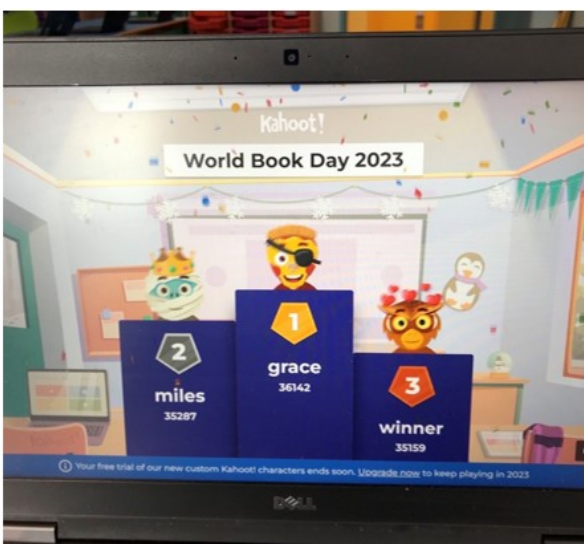 Kahoot!
World Book Day 2023
1
grace
36142
2
miles
35287
3
winner
35159
Your free trial of our new custom Kahoot! characters ends soon. Upgrade now to keep playing in 2023
DELL